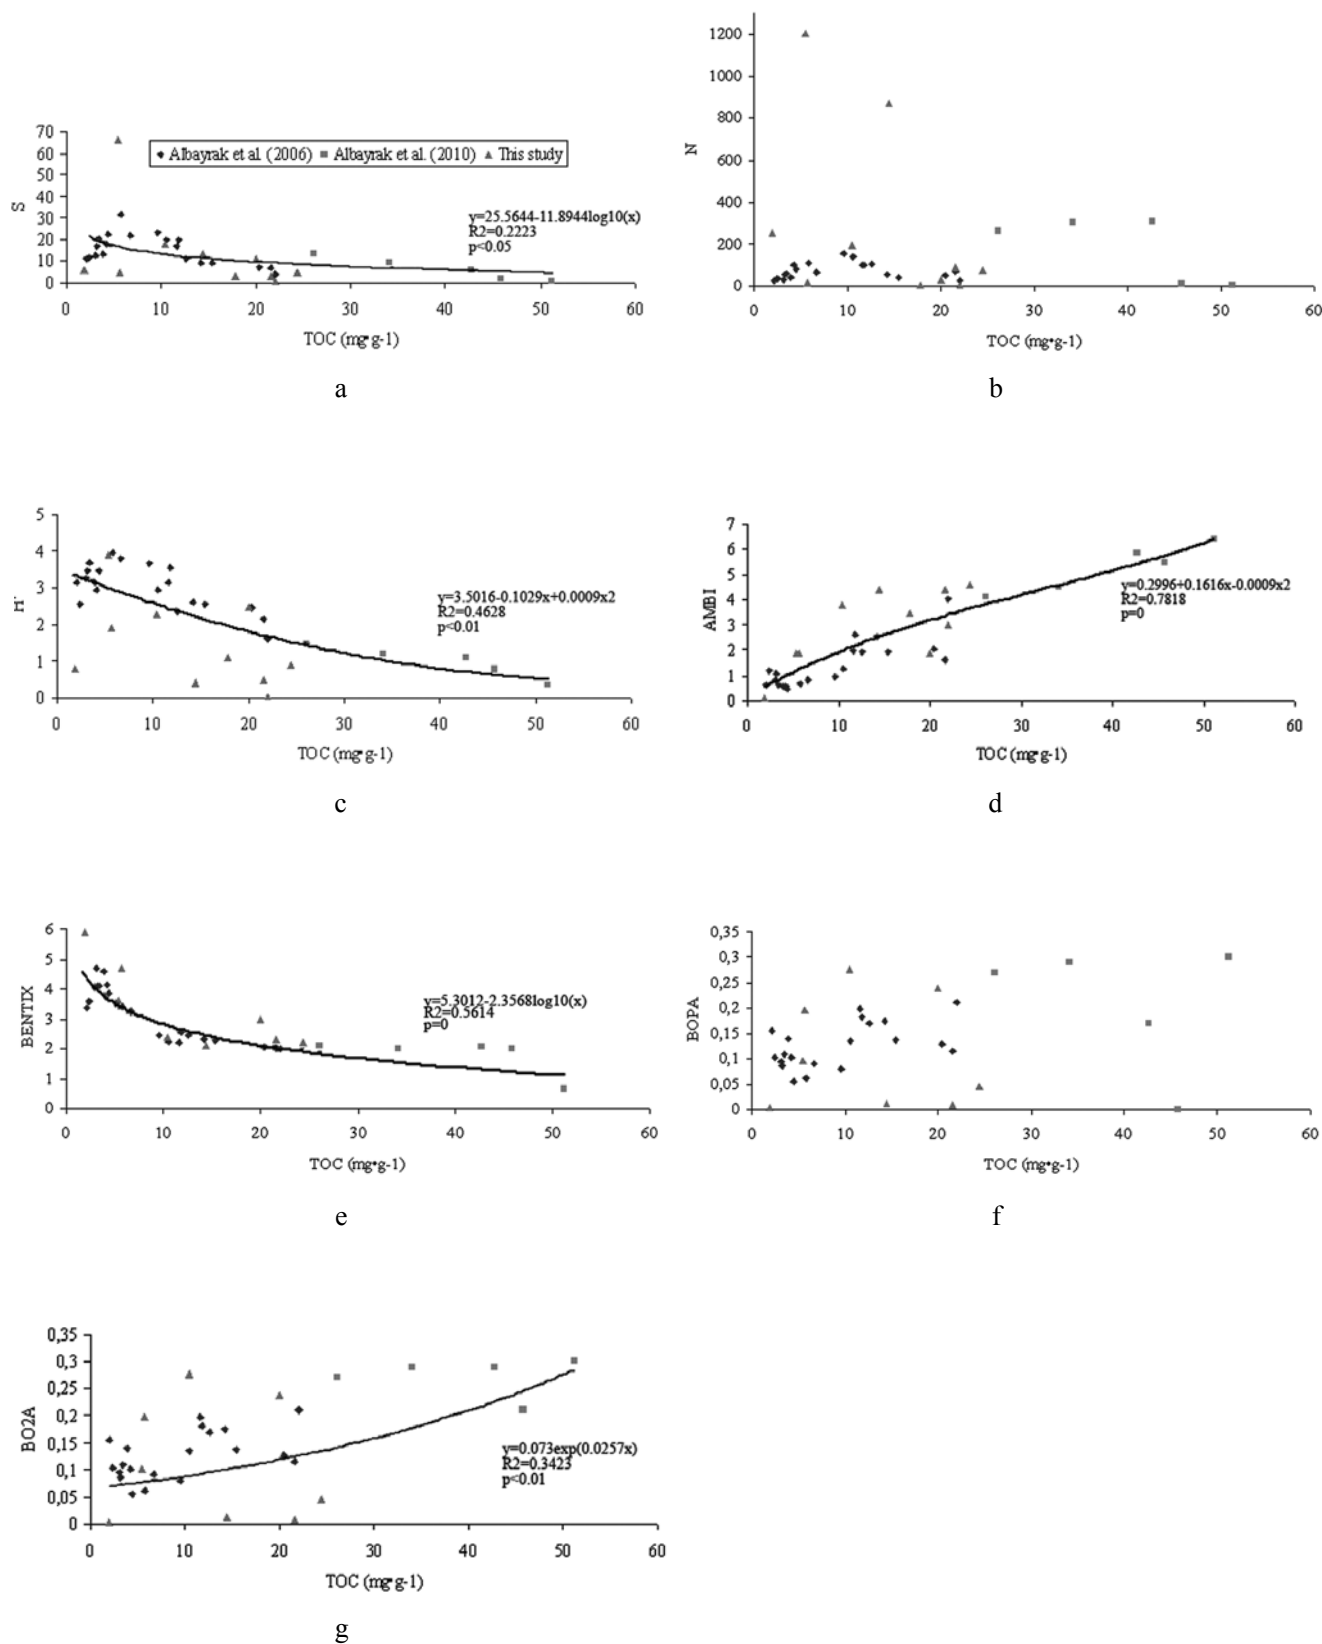 70
60
50
40
30
20
10
0
S
Albayrak et al. (2006) Albayrak et al. (2010) This study
y=25.5644-11.8944log10(x)
R2=0.2223
p<0.05
0 10 20 30 40 50 60
TOC (mg•g-1)
a
1200
1000
800
600
400
200
0
N
0 10 20 30 40 50 60
TOC (mg•g-1)
b
5
4
3
2
1
0
H'
y=3.5016-0.1029x+0.0009x2
R2=0.4628
p<0.01
0 10 20 30 40 50 60
TOC (mg•g-1)
c
7
6
5
4
3
2
1
0
AMBI
y=0.2996+0.1616x-0.0009x2
R2=0.7818
p=0
0 10 20 30 40 50 60
TOC (mg•g-1)
d
6
5
4
3
2
1
0
BENTIX
y=5.3012-2.3568log10(x)
R2=0.5614
p=0
0 10 20 30 40 50 60
TOC (mg•g-1)
e
0,35
0,3
0,25
0,2
0,15
0,1
0,05
0
BOPA
0 10 20 30 40 50 60
TOC (mg•g-1)
f
0,35
0,3
0,25
0,2
0,15
0,1
0,05
0
BO2A
y=0.073exp(0.0257x)
R2=0.3423
p<0.01
0 10 20 30 40 50 60
TOC (mg•g-1)
g